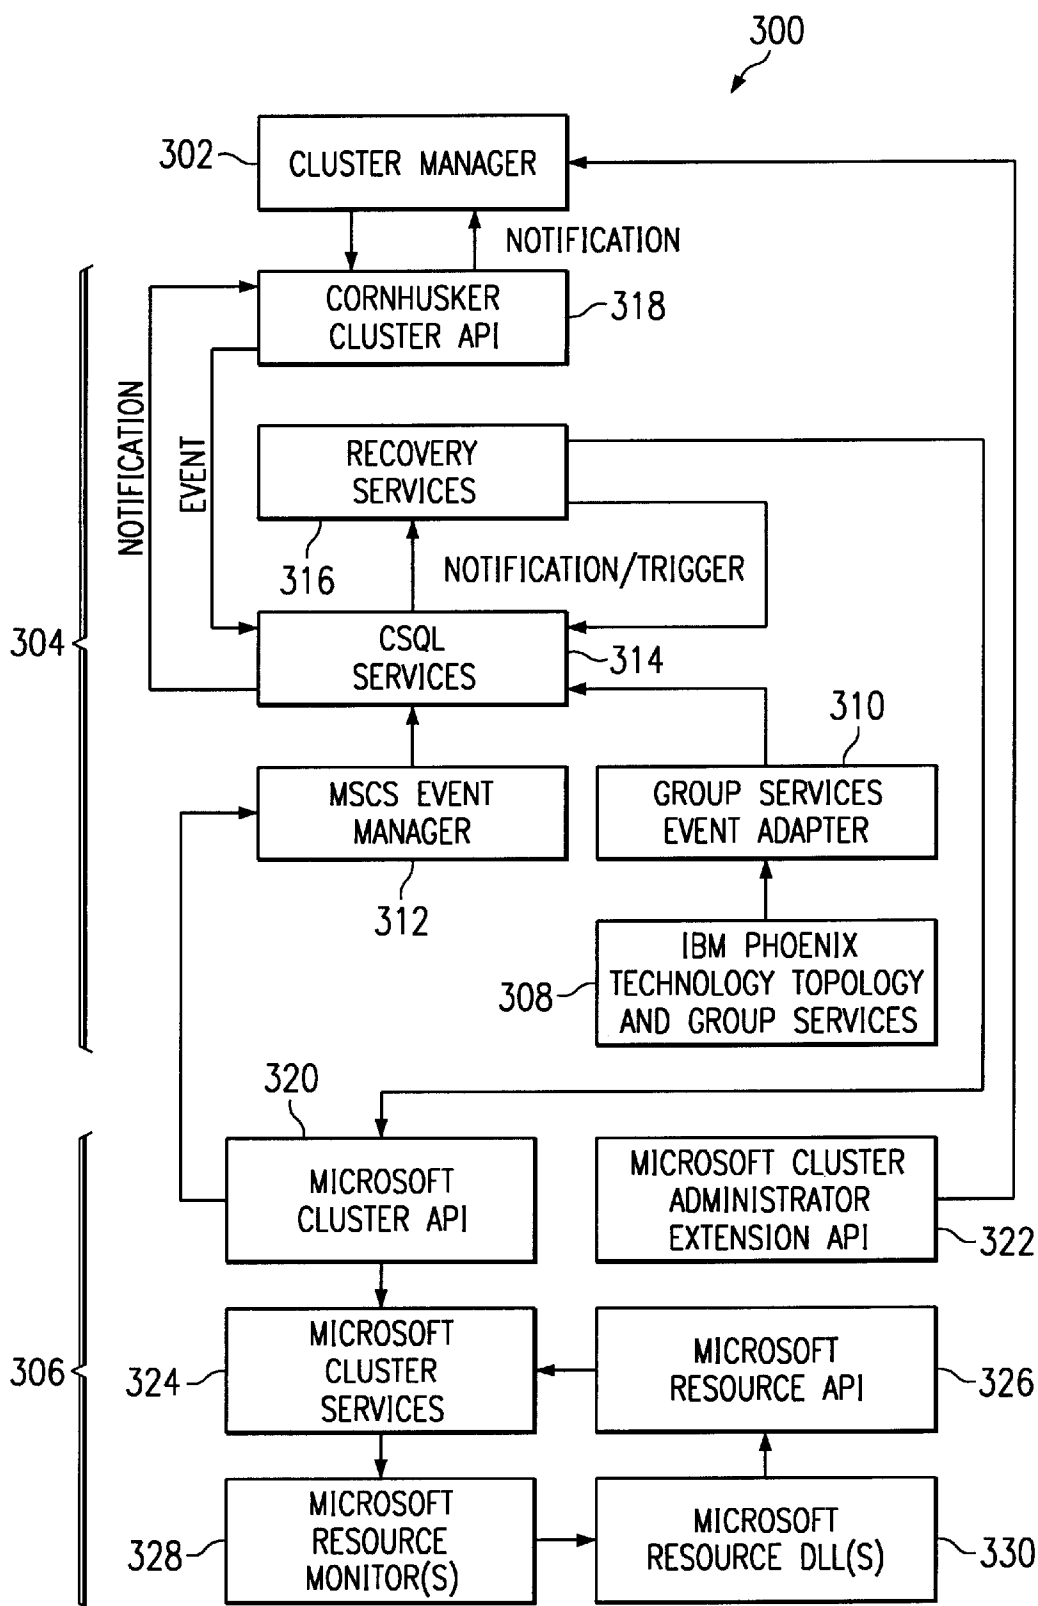 300
302
CLUSTER MANAGER
NOTIFICATION
CORNHUSKER
CLUSTER API
318
NOTIFICATION
EVENT
RECOVERY
SERVICES
316
NOTIFICATION/TRIGGER
304
CSQL
SERVICES
314
310
MSCS EVENT
MANAGER
GROUP SERVICES
EVENT ADAPTER
312
308
IBM PHOENIX
TECHNOLOGY TOPOLOGY
AND GROUP SERVICES
320
MICROSOFT
CLUSTER API
MICROSOFT CLUSTER
ADMINISTRATOR
EXTENSION API
322
306
324
MICROSOFT
CLUSTER
SERVICES
MICROSOFT
RESOURCE API
326
328
MICROSOFT
RESOURCE
MONITOR(S)
MICROSOFT
RESOURCE DLL(S)
330